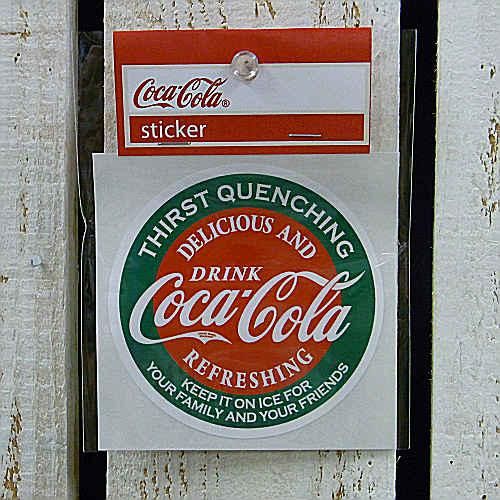 Coca-Cola®
sticker
THIRST QUENCHING
DELICIOUS AND
DRINK
Coca-Cola
REFRESHING
KEEP IT ON ICE FOR
YOUR FAMILY AND YOUR FRIENDS